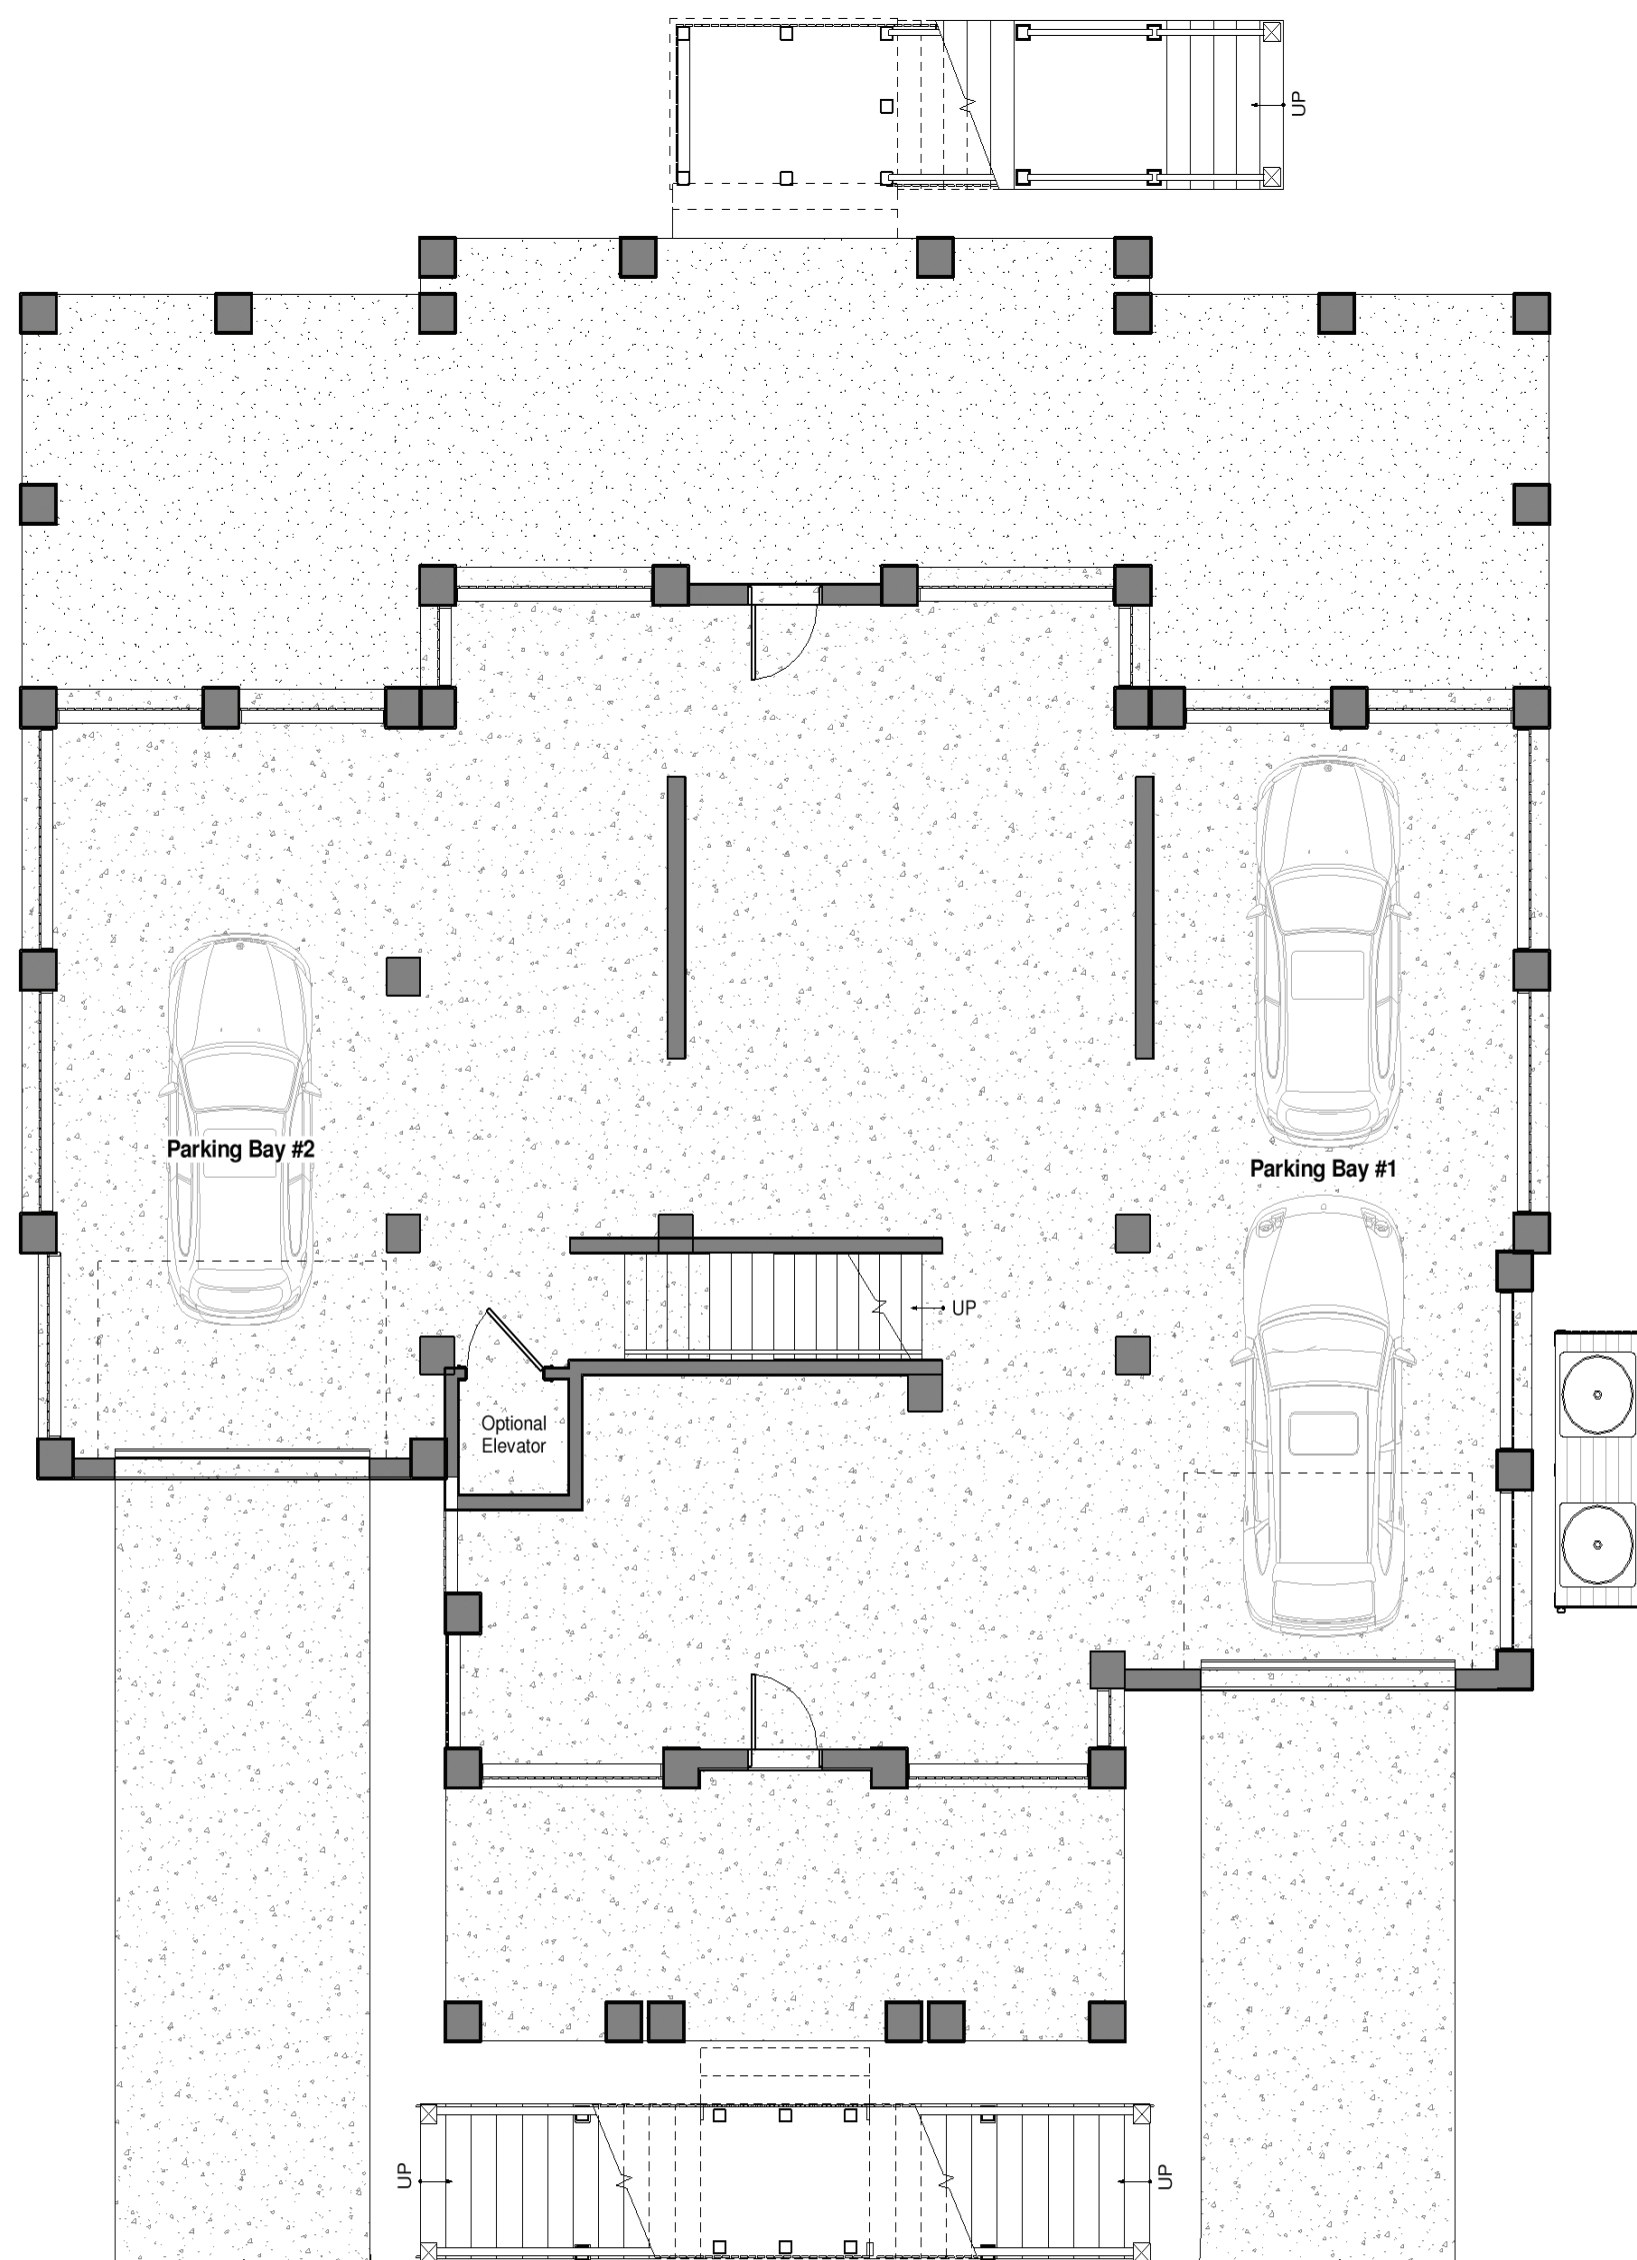 UP
Parking Bay #2
Parking Bay #1
UP
Optional
Elevator
UP
UP